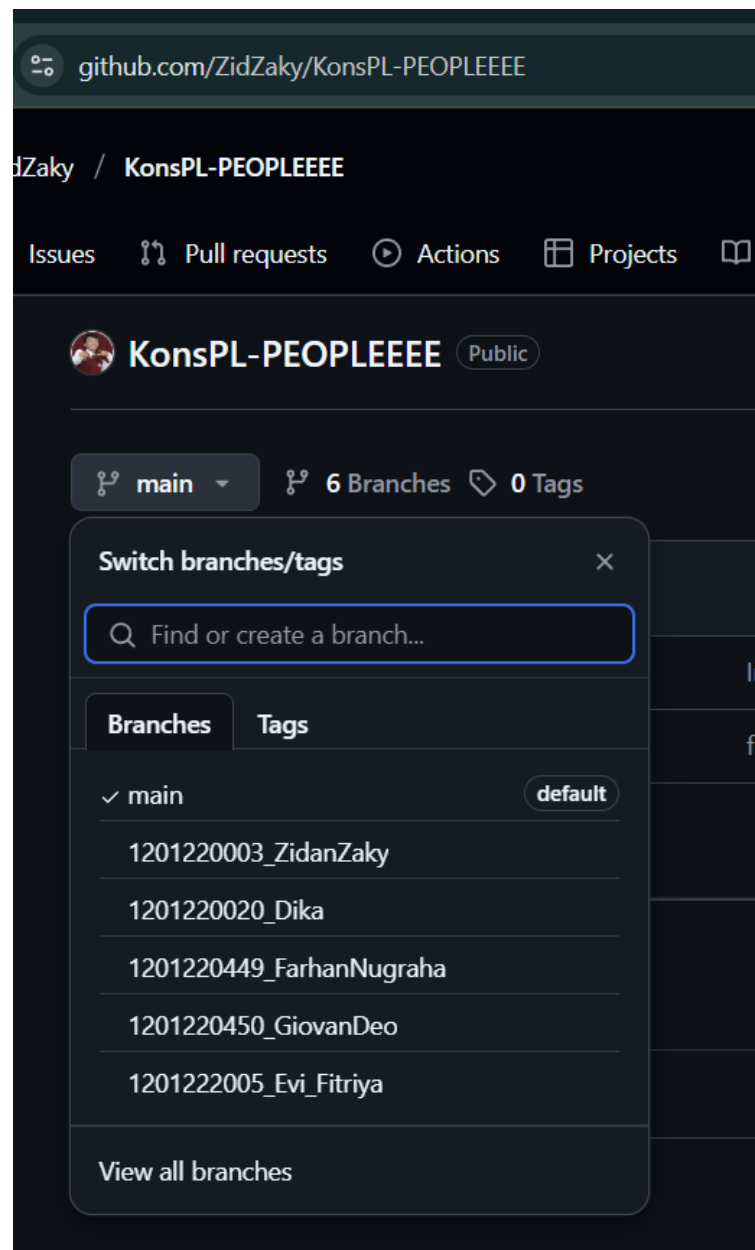 github.com/ZidZaky/KonsPL-PEOPLEEEE
dZaky / KonsPL-PEOPLEEEE
Issues Pull requests Actions Projects
KonsPL-PEOPLEEEE Public
main 6 Branches 0 Tags
Switch branches/tags
Find or create a branch...
Branches Tags
main default
1201220003_ZidanZaky
1201220020_Dika
1201220449_FarhanNugraha
1201220450_GiovanDeo
1201222005_Evi_Fitriya
View all branches